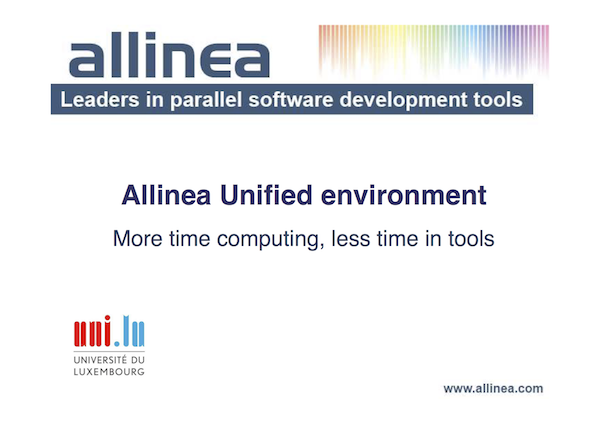 allinea
Leaders in parallel software development tools
Allinea Unified environment
More time computing, less time in tools
uni.lu
UNIVERSITÉ DU
LUXEMBOURG
www.allinea.com